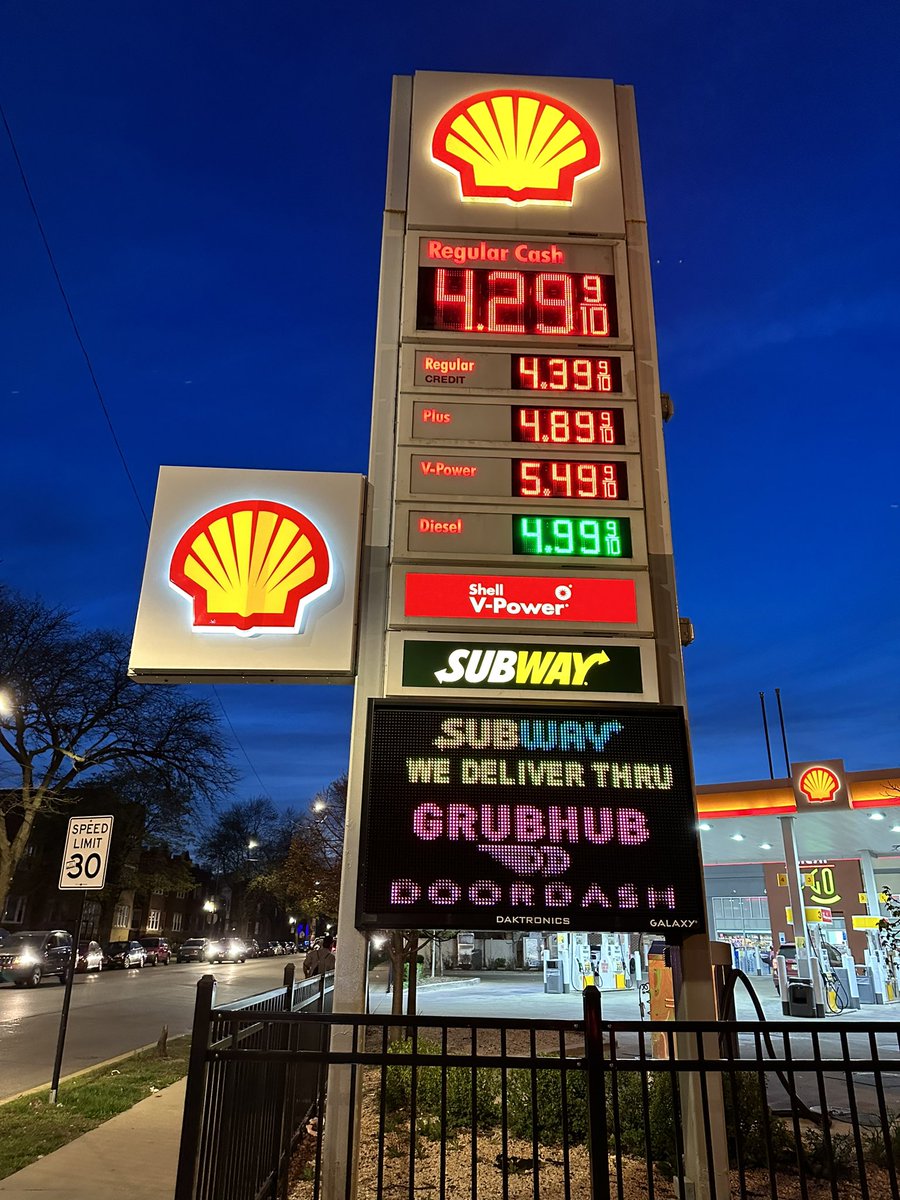 Regular Cash
4.29 9/10
Regular
CREDIT
4.39 9/10
Plus
4.89 9/10
V-Power
5.49 9/10
Diesel
4.99 9/10
Shell
V-Power
SUBWAY
SUBWAY
WE DELIVER THRU
GRUBHUB
DOORDASH
DAKTRONICS GALAXY
SPEED
LIMIT
30